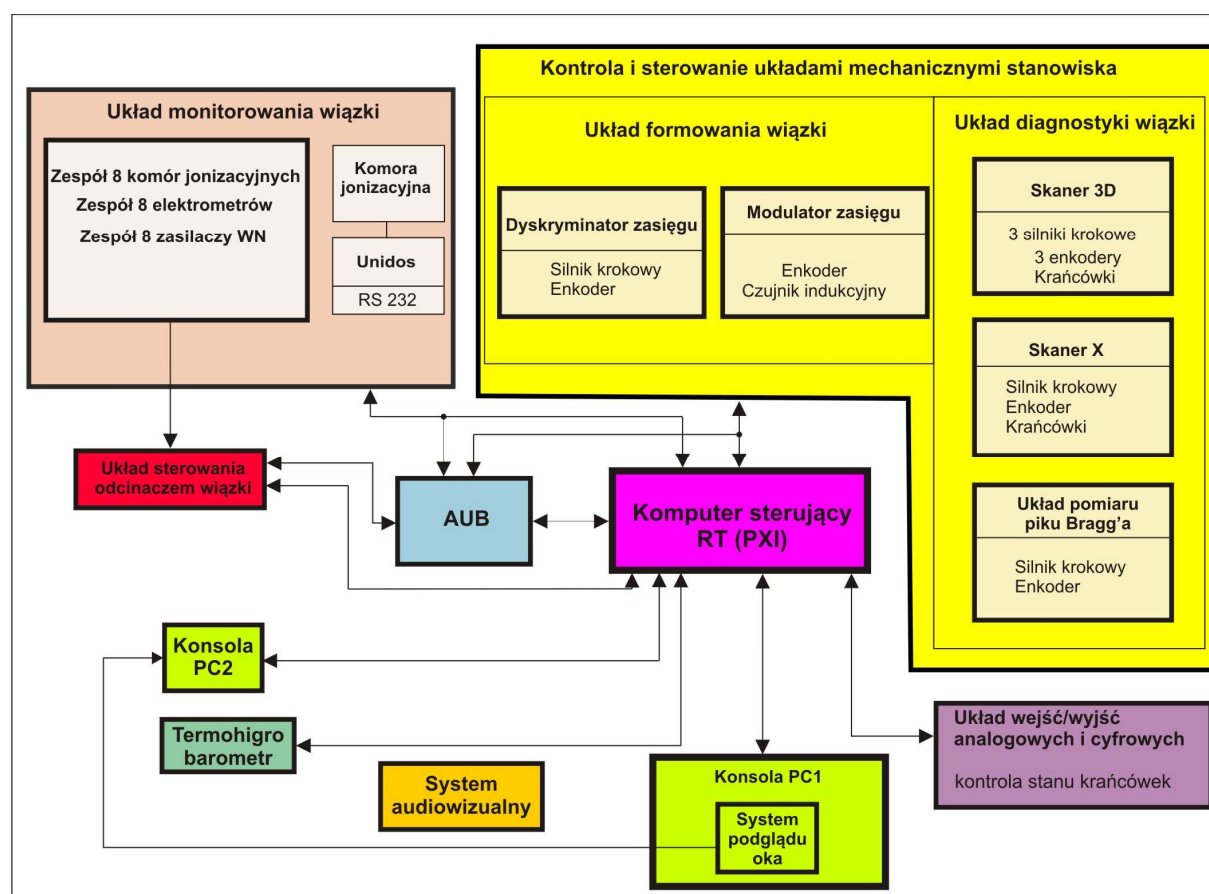 Układ monitorowania wiązki
Zespół 8 komór jonizacyjnych
Zespół 8 elektrometrów
Zespół 8 zasilaczy WN
Komora
jonizacyjna
Unidos
RS 232
Kontrola i sterowanie układami mechanicznymi stanowiska
Układ formowania wiązki
Dyskryminator zasięgu
Silnik krokowy
Enkoder
Modulator zasięgu
Enkoder
Czujnik indukcyjny
Układ diagnostyki wiązki
Skaner 3D
3 silniki krokowe
3 enkodery
Krańcówki
Skaner X
Silnik krokowy
Enkoder
Krańcówki
Układ pomiaru
piku Bragg'a
Silnik krokowy
Enkoder
Układ sterowania
odcinaczem wiązki
AUB
Komputer sterujący
RT (PXI)
Konsola
PC2
Termohigro
barometr
System
audiowizualny
Konsola PC1
System
podglądu
oka
Układ wejść/wyjść
analogowych i cyfrowych
kontrola stanu krańcówek